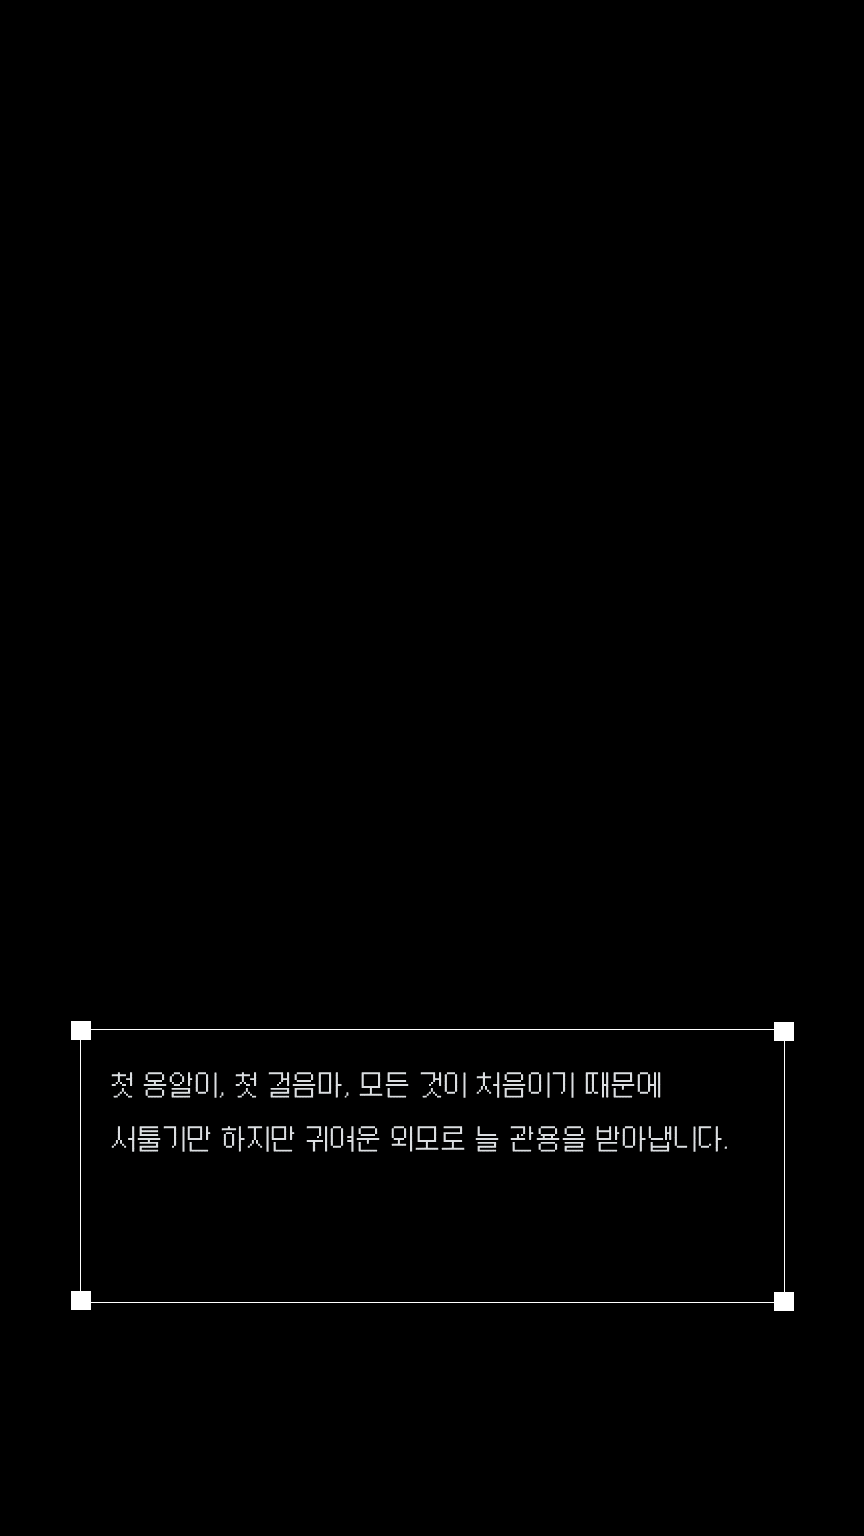 첫 옹알이, 첫 걸음마, 모든 것이 처음이기 때문에
서툴기만 하지만 귀여운 외모로 늘 관용을 받아냅니다.